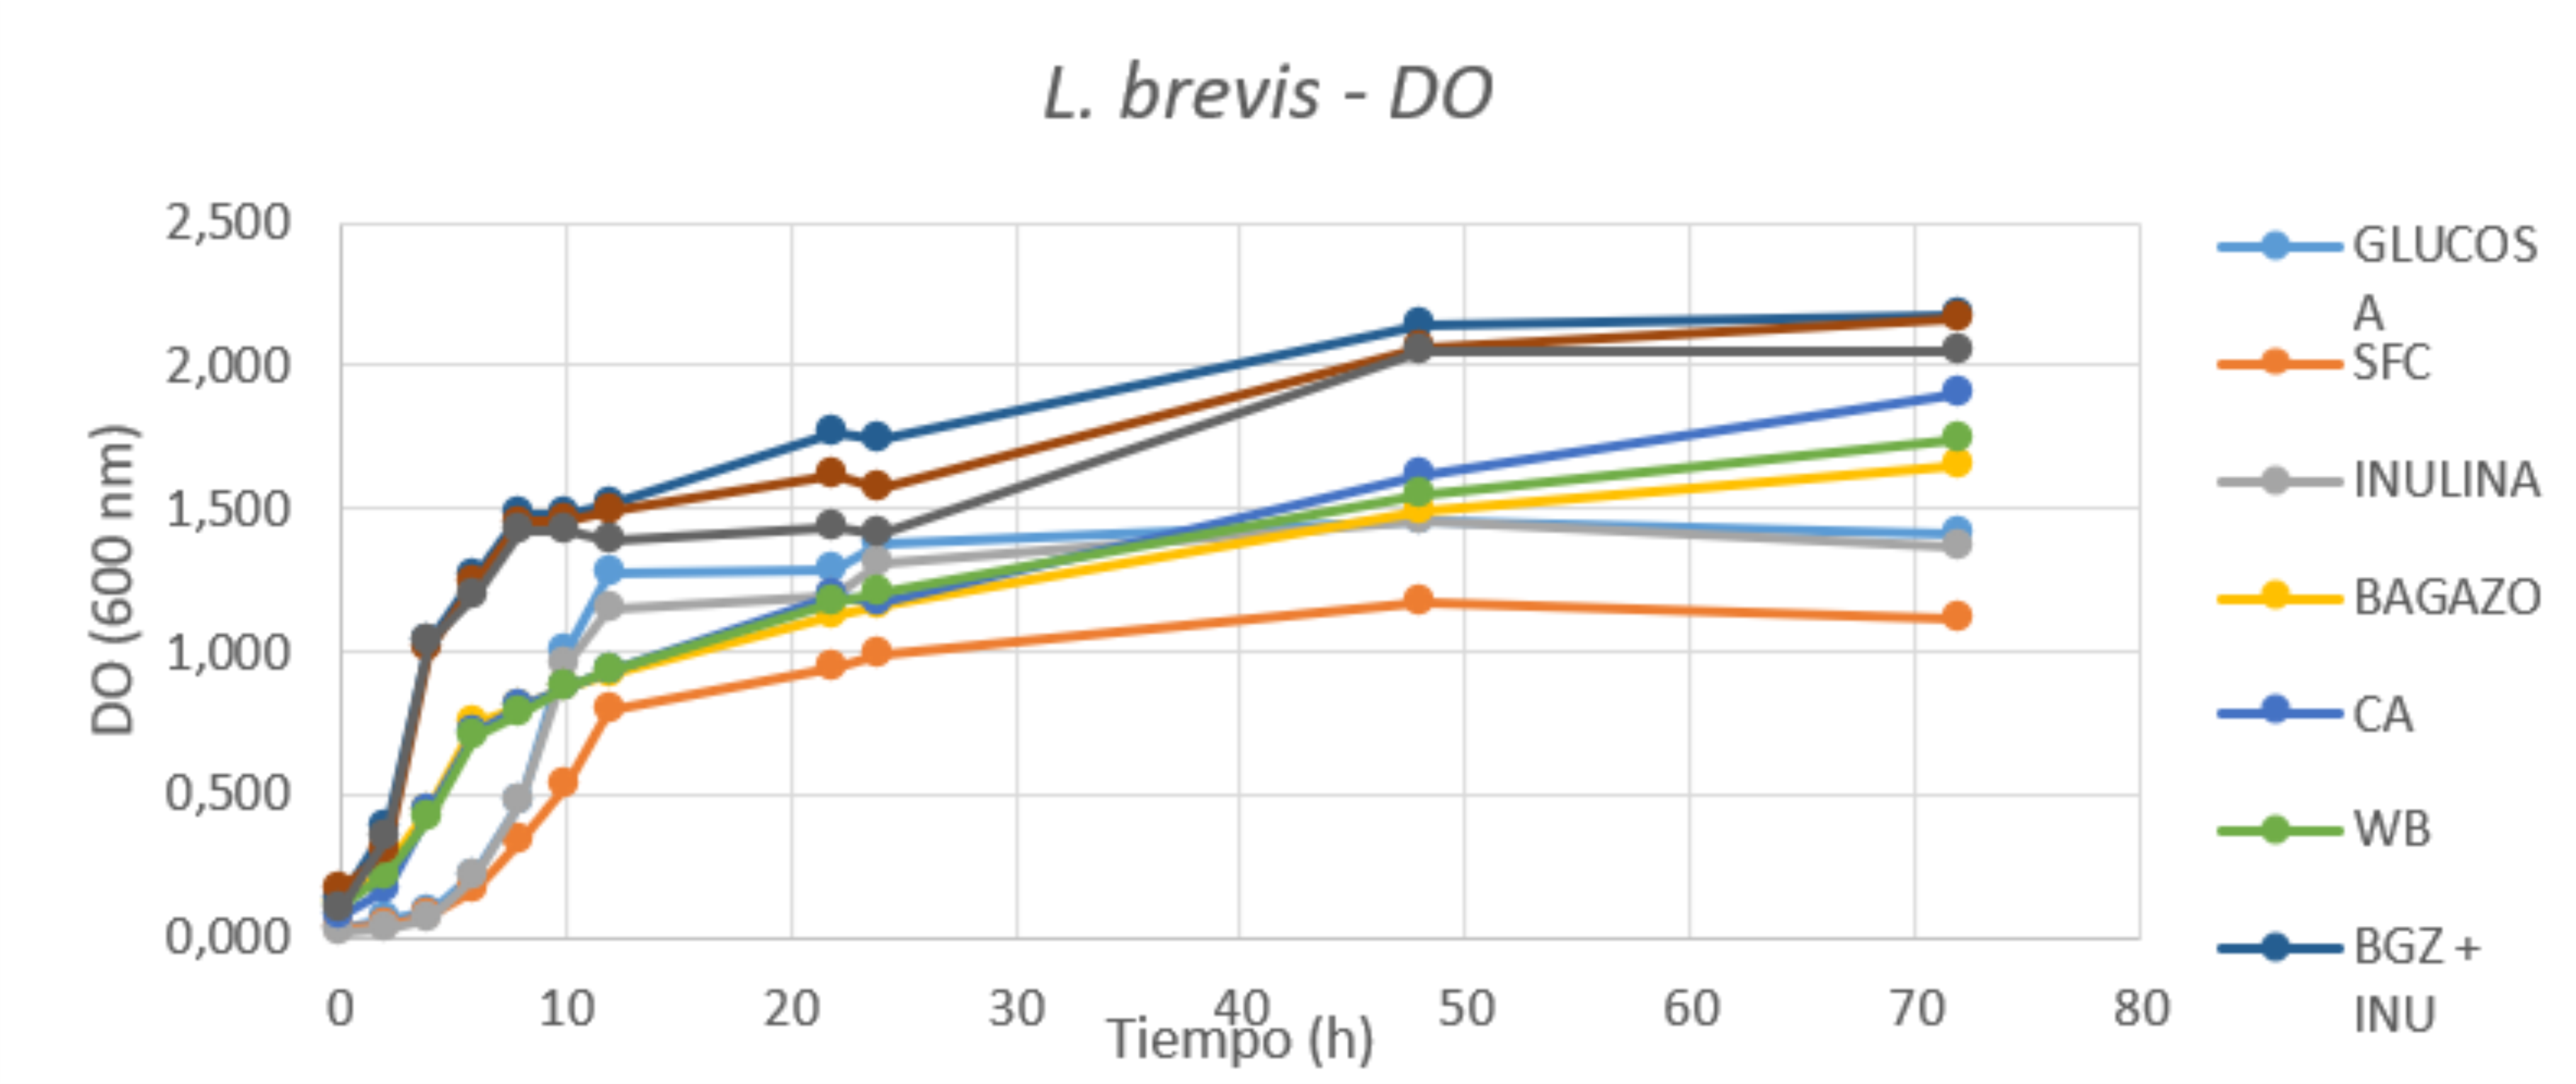 L. brevis - DO
2,500
2,000
1,500
1,000
0,500
0,000
DO (600 nm)
0 10 20 30 40 50 60 70 80
Tiempo (h)
GLUCOS
A
SFC
INULINA
BAGAZO
CA
WB
BGZ +
INU